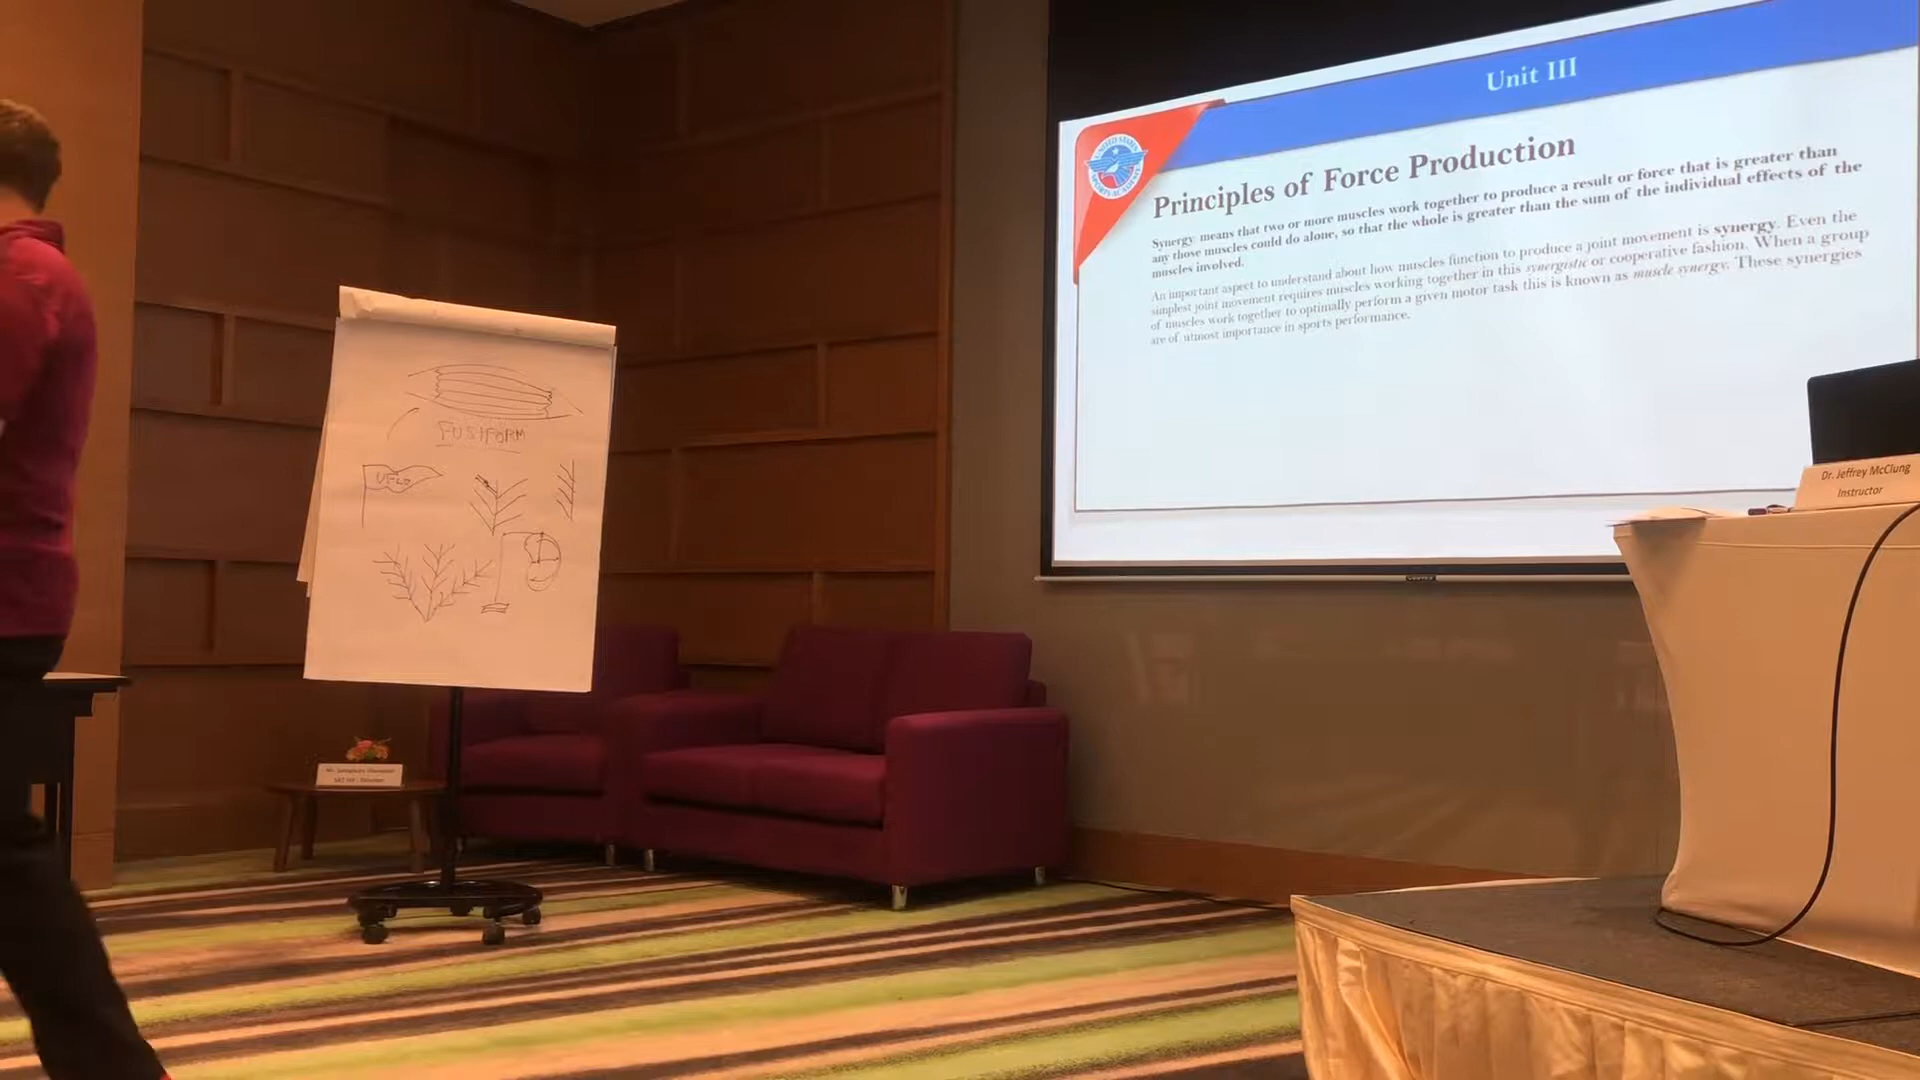 Unit III
UNITED STATES
SPORTS ACADEMY
Principles of Force Production
Synergy means that two or more muscles work together to produce a result or force that is greater than
any those muscles could do alone, so that the whole is greater than the sum of the individual effects of the
muscles involved.
An important aspect to understand about how muscles function to produce a joint movement is synergy. Even the
simplest joint movement requires muscles working together in this synergistic or cooperative fashion. When a group
of muscles work together to optimally perform a given motor task this is known as muscle synergy. These synergies
are of utmost importance in sports performance.
FUSIFORM
Dr. Jeffrey McClung
Instructor